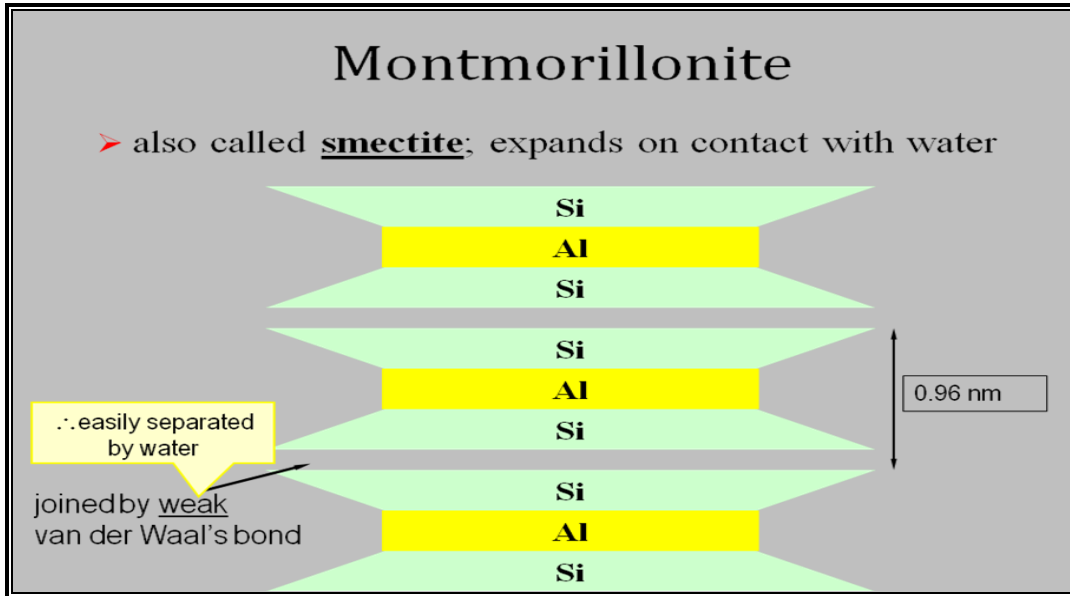 Montmorillonite
➢ also called smectite; expands on contact with water
Si
Al
Si
Si
Al
Si
0.96 nm
∴easily separated
by water
joined by weak
van der Waal's bond
Si
Al
Si